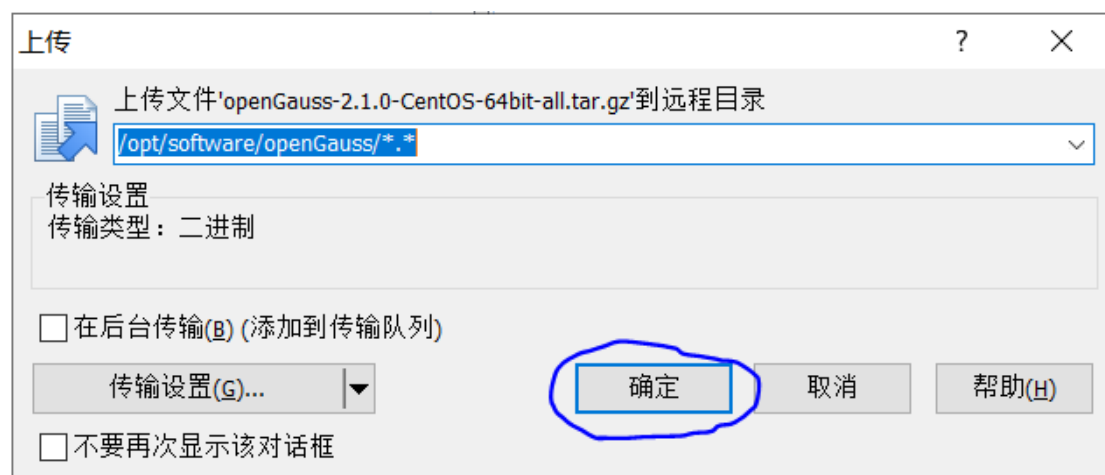 上传
?
上传文件'openGauss-2.1.0-CentOS-64bit-all.tar.gz'到远程目录
/opt/software/openGauss/*.*
传输设置
传输类型：二进制
在后台传输(B) (添加到传输队列)
传输设置(G)...
确定
取消
帮助(H)
不要再次显示该对话框